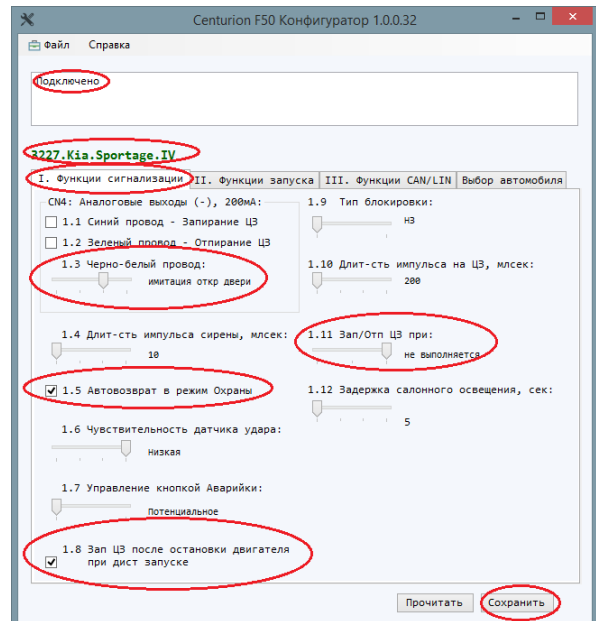 Centurion F50 Конфигуратор 1.0.0.32
Файл Справка
Подключено
3227.Kia.Sportage.IV
I. Функции сигнализации II. Функции запуска III. Функции CAN/LIN Выбор автомобиля
CN4: Аналоговые выходы (-), 200мА:
1.1 Синий провод - Запирание ЦЗ
1.2 Зеленый провод - Отпирание ЦЗ
1.3 Черно-белый провод:
имитация откр двери
1.4 Длит-сть импульса сирены, млсек:
10
1.5 Автовозврат в режим Охраны
1.6 Чувствительность датчика удара:
Низкая
1.7 Управление кнопкой Аварийки:
Потенциальное
1.8 Зап ЦЗ после остановки двигателя
при дист запуске
1.9 Тип блокировки:
НЗ
1.10 Длит-сть импульса на ЦЗ, млсек:
200
1.11 Зап/Отп ЦЗ при:
не выполняется
1.12 Задержка салонного освещения, сек:
5
Прочитать Сохранить